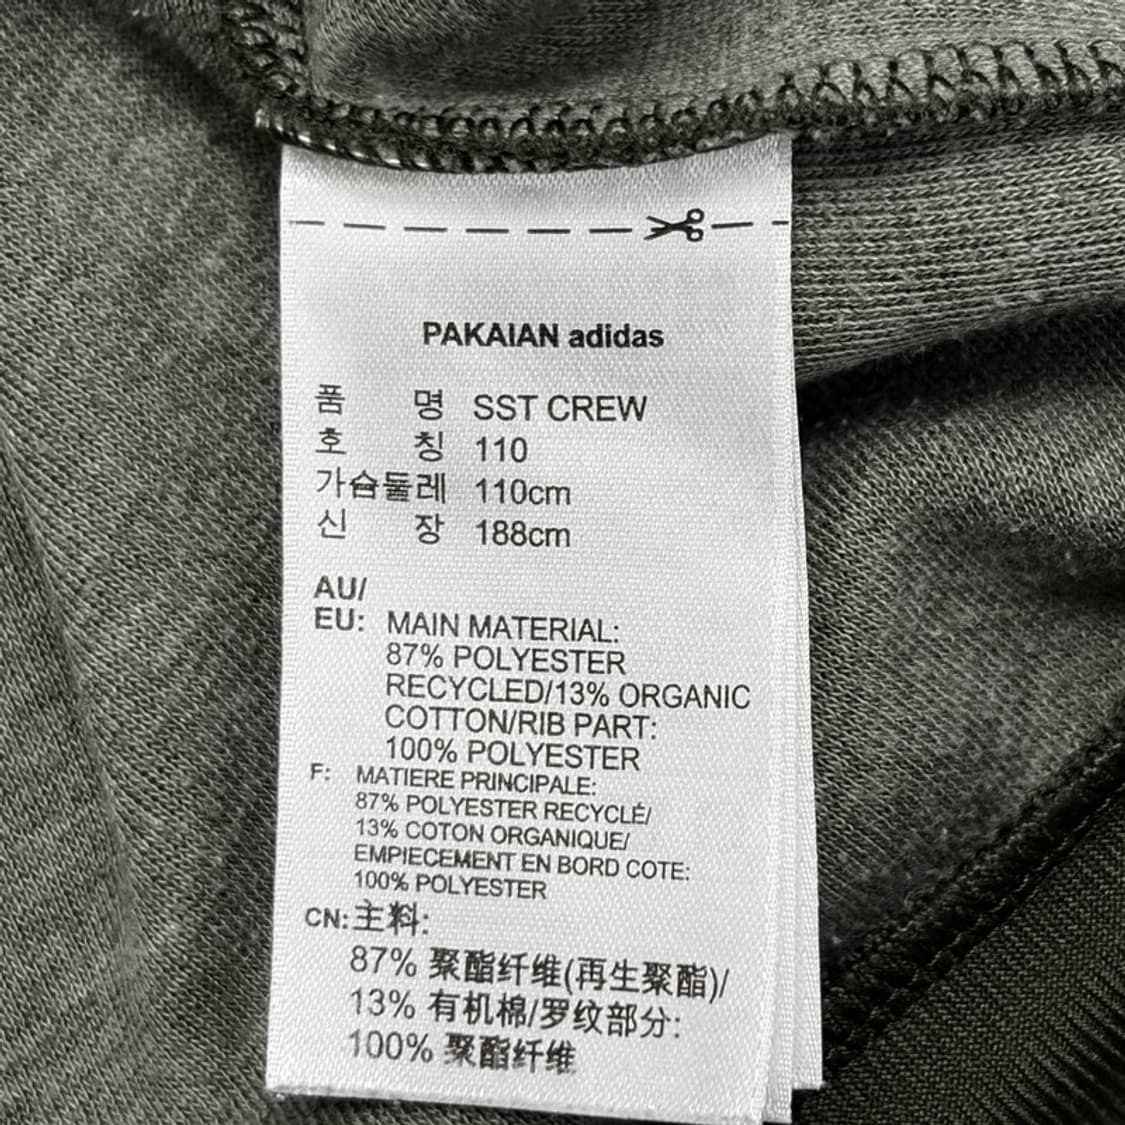 PAKAIAN adidas
품 명 SST CREW
호 칭 110
가슴둘레 110cm
신 장 188cm
AU/
EU: MAIN MATERIAL:
87% POLYESTER
RECYCLED/13% ORGANIC
COTTON/RIB PART:
100% POLYESTER
F: MATIERE PRINCIPALE:
87% POLYESTER RECYCLÉ/
13% COTON ORGANIQUE/
EMPIECEMENT EN BORD COTE:
100% POLYESTER
CN:主料:
87% 聚酯纤维(再生聚酯)/
13% 有机棉/罗纹部分:
100% 聚酯纤维